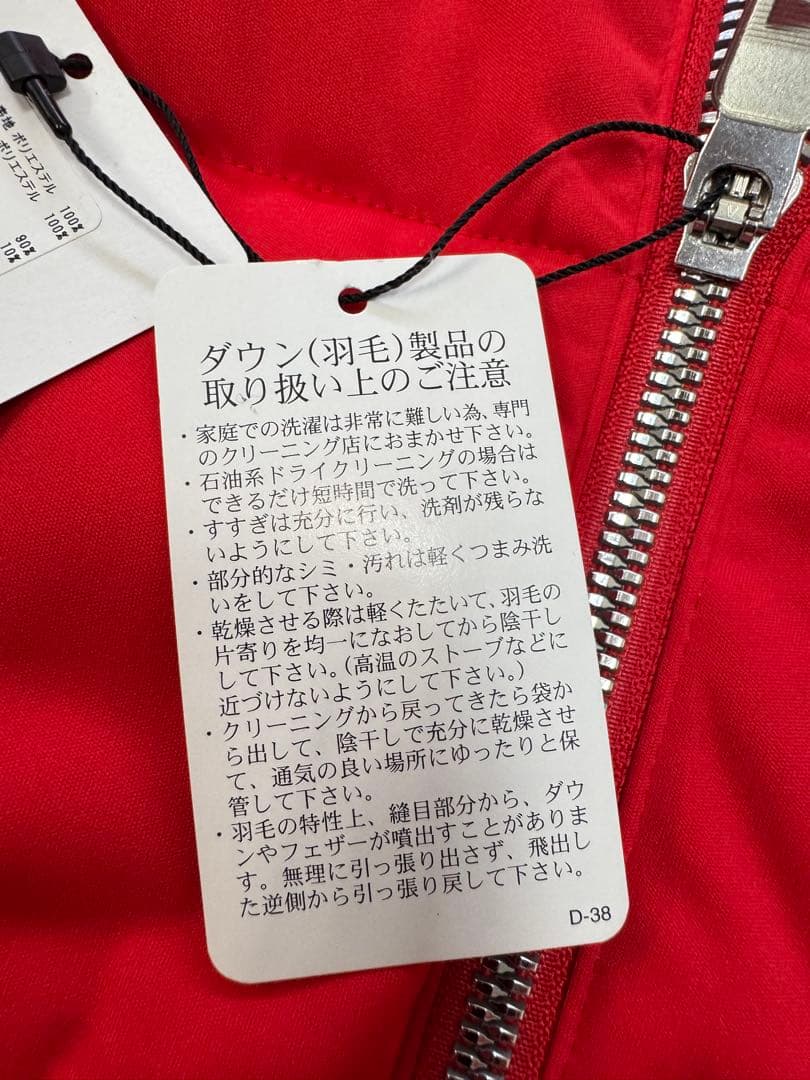 ポリエステル 100%
ポリエステル 100%
90%
10%
ダウン(羽毛)製品の
取り扱い上のご注意
・家庭での洗濯は非常に難しい為、専門
のクリーニング店におまかせ下さい。
・石油系ドライクリーニングの場合は
できるだけ短時間で洗って下さい。
・すすぎは充分に行い、洗剤が残らな
いようにして下さい。
・部分的なシミ・汚れは軽くつまみ洗
いをして下さい。
・乾燥させる際は軽くたたいて、羽毛の
片寄りを均一になおしてから陰干し
して下さい。(高温のストーブなどに
近づけないようにして下さい。)
・クリーニングから戻ってきたら袋か
ら出して、陰干しで充分に乾燥させ
て、通気の良い場所にゆったりと保
管して下さい。
・羽毛の特性上、縫目部分から、ダウ
ンやフェザーが噴出すことがありま
す。無理に引っ張り出さず、飛出し
た逆側から引っ張り戻して下さい。
D-38